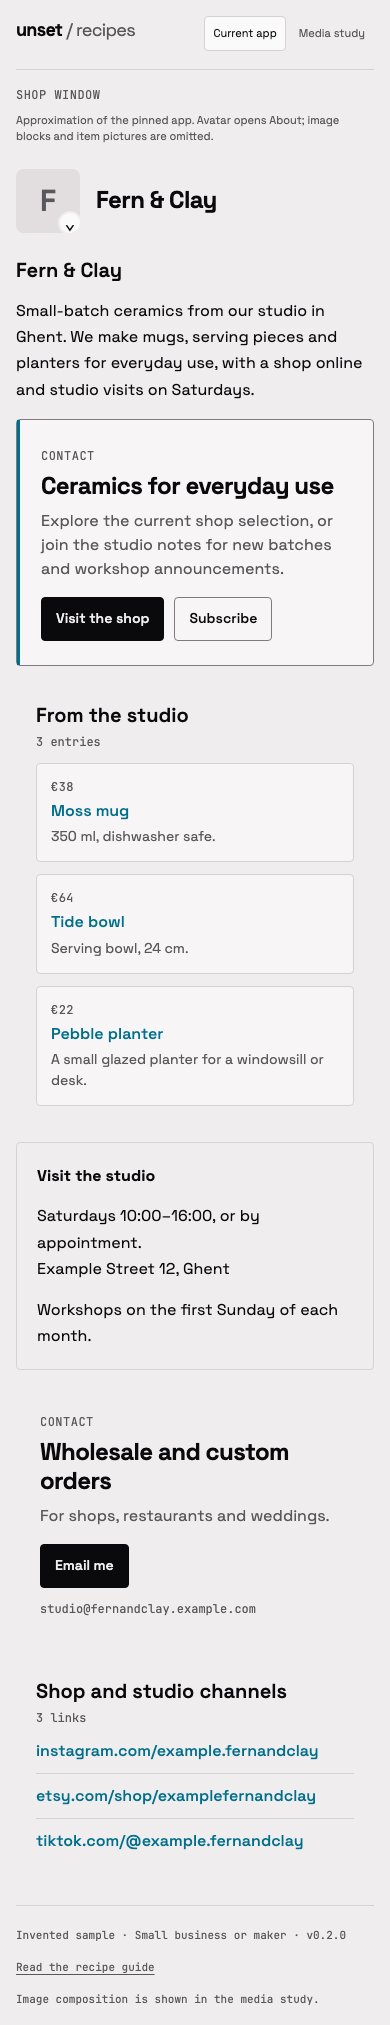 unset / recipes
Current app
Media study
SHOP WINDOW
Approximation of the pinned app. Avatar opens About; image
blocks and item pictures are omitted.
F
Fern & Clay
Fern & Clay
Small-batch ceramics from our studio in
Ghent. We make mugs, serving pieces and
planters for everyday use, with a shop online
and studio visits on Saturdays.
CONTACT
Ceramics for everyday use
Explore the current shop selection, or
join the studio notes for new batches
and workshop announcements.
Visit the shop
Subscribe
From the studio
3 entries
€38
Moss mug
350 ml, dishwasher safe.
€64
Tide bowl
Serving bowl, 24 cm.
€22
Pebble planter
A small glazed planter for a windowsill or
desk.
Visit the studio
Saturdays 10:00–16:00, or by
appointment.
Example Street 12, Ghent
Workshops on the first Sunday of each
month.
CONTACT
Wholesale and custom
orders
For shops, restaurants and weddings.
Email me
studio@fernandclay.example.com
Shop and studio channels
3 links
instagram.com/example.fernandclay
etsy.com/shop/examplefernandclay
tiktok.com/@example.fernandclay
Invented sample · Small business or maker · v0.2.0
Read the recipe guide
Image composition is shown in the media study.